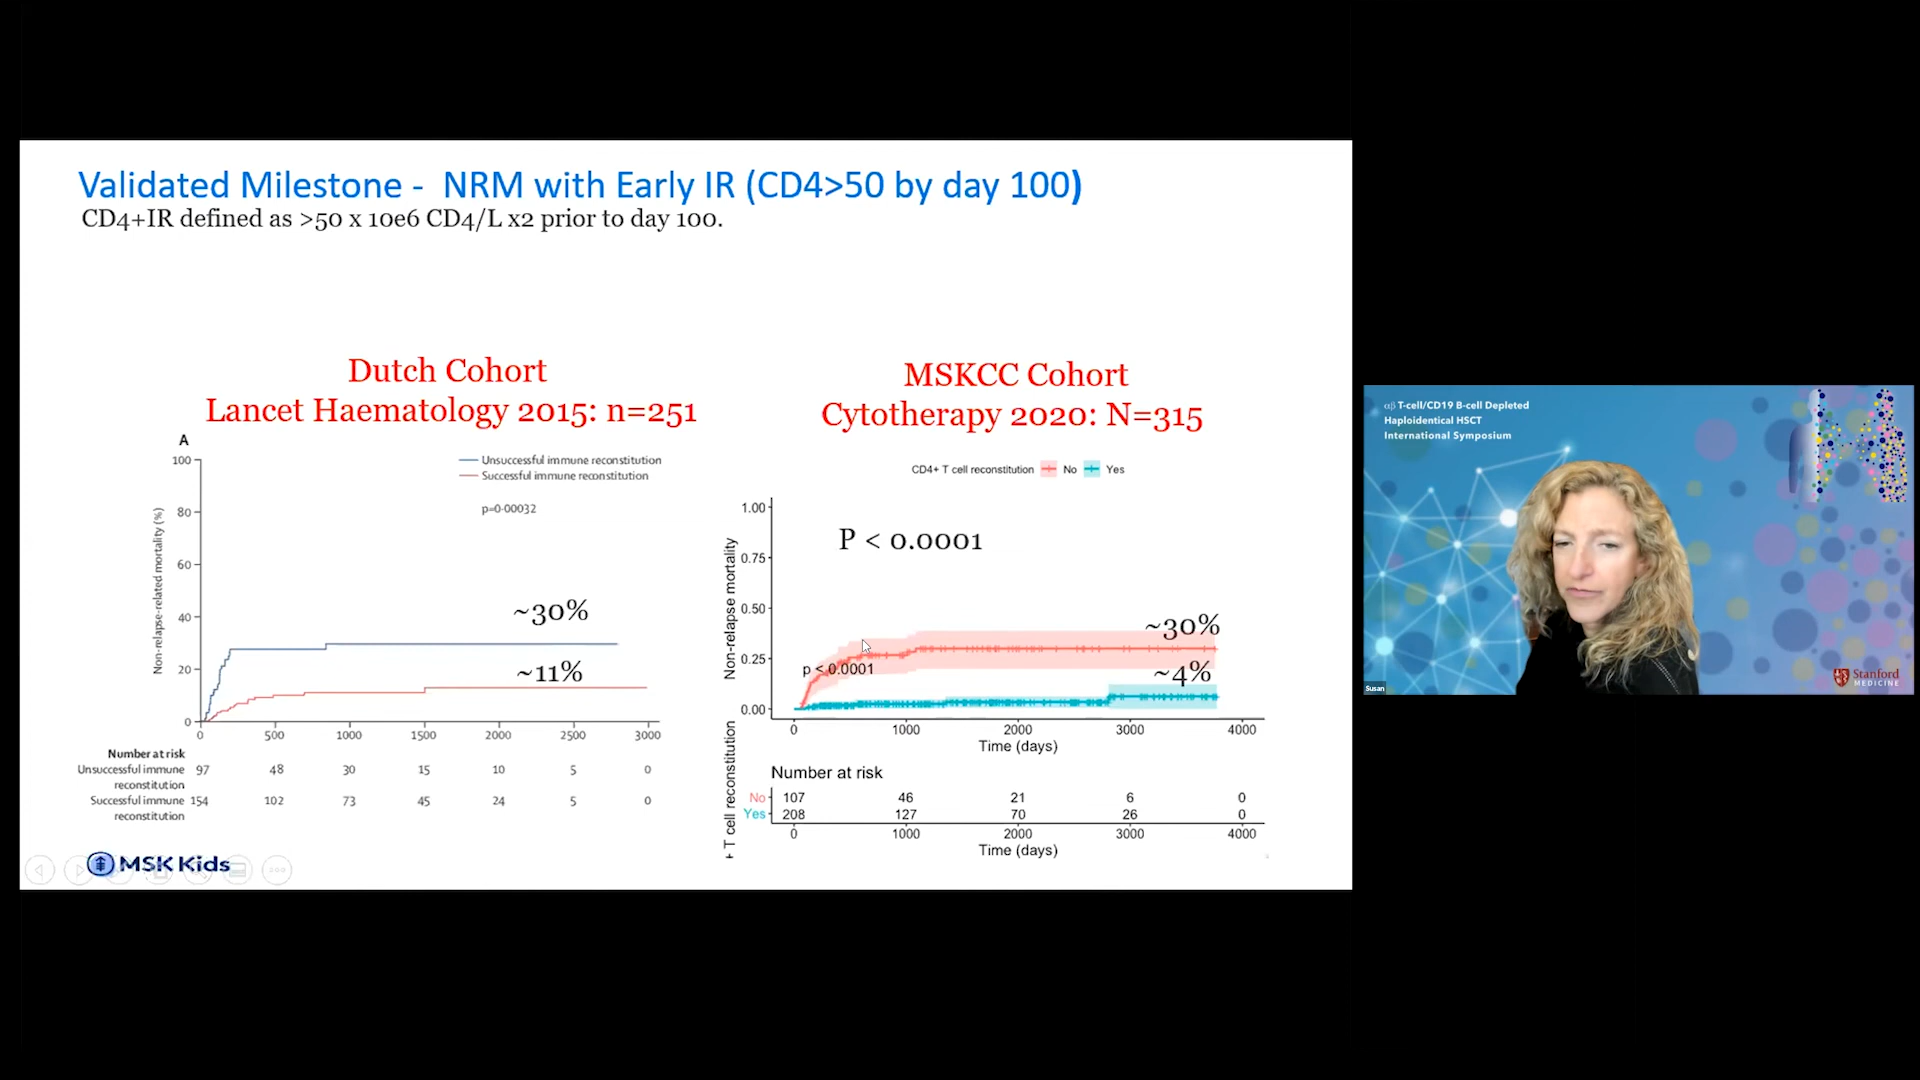 Validated Milestone - NRM with Early IR (CD4>50 by day 100)
CD4+IR defined as >50 x 10e6 CD4/L x2 prior to day 100.
Dutch Cohort
Lancet Haematology 2015: n=251
A
Unsuccessful immune reconstitution
Successful immune reconstitution
p=0·00032
Non-relapse-related mortality (%)
100
80
60
40
20
0
~30%
~11%
0 500 1000 1500 2000 2500 3000
Number at risk
Unsuccessful immune reconstitution 97 48 30 15 10 5 0
Successful immune reconstitution 154 102 73 45 24 5 0
MSKCC Cohort
Cytotherapy 2020: N=315
CD4+ T cell reconstitution No Yes
P < 0.0001
Non-relapse mortality
1.00
0.75
0.50
0.25
0.00
~30%
p < 0.0001
~4%
0 1000 2000 3000 4000
Time (days)
+ T cell reconstitution
Number at risk
No 107 46 21 6 0
Yes 208 127 70 26 0
0 1000 2000 3000 4000
Time (days)
MSK Kids
αβ T-cell/CD19 B-cell Depleted
Haploidentical HSCT
International Symposium
Stanford
MEDICINE
Susan